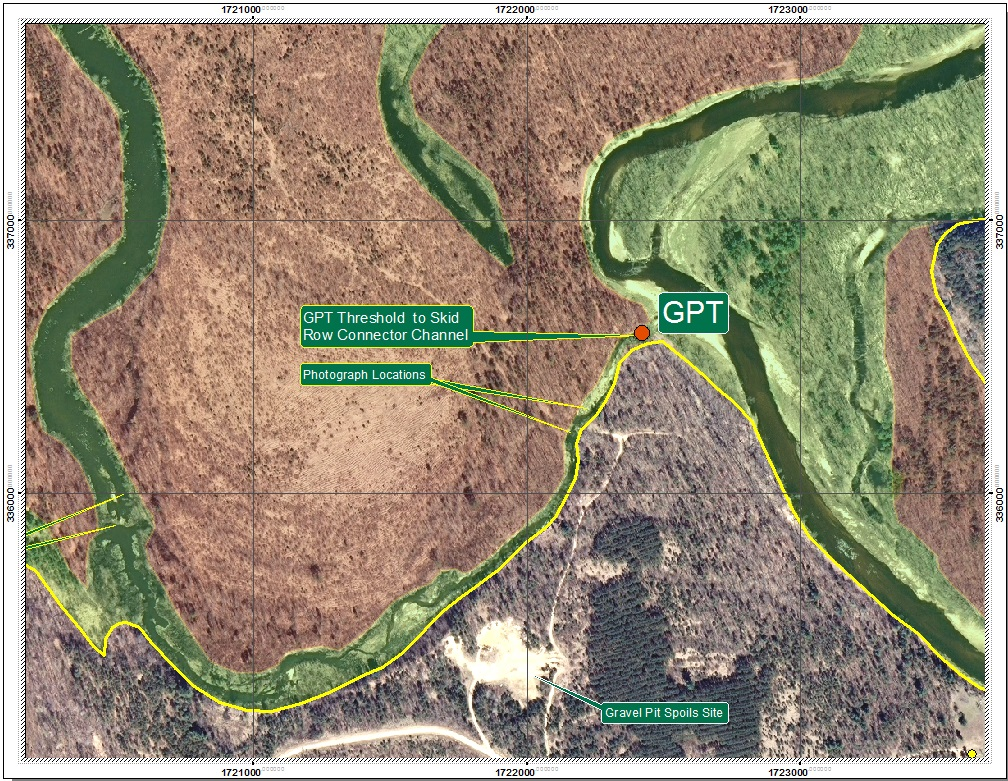 1721000
1722000
1723000
337000
337000
GPT
GPT Threshold to Skid
Row Connector Channel
Photograph Locations
336000
336000
Gravel Pit Spoils Site
1721000
1722000
1723000